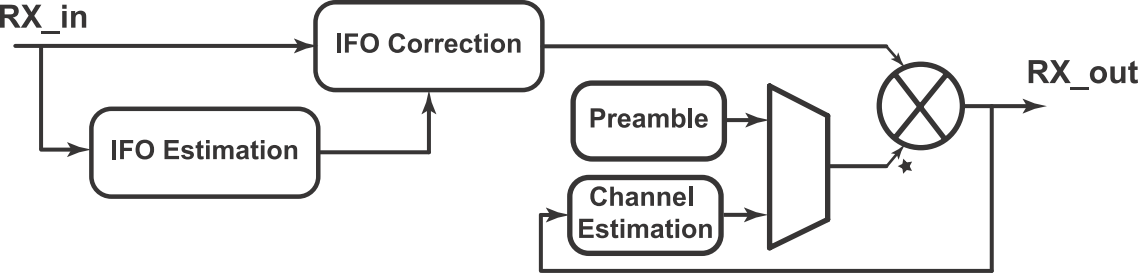 RX_in
IFO Correction
RX_out
Preamble
IFO Estimation
Channel
Estimation